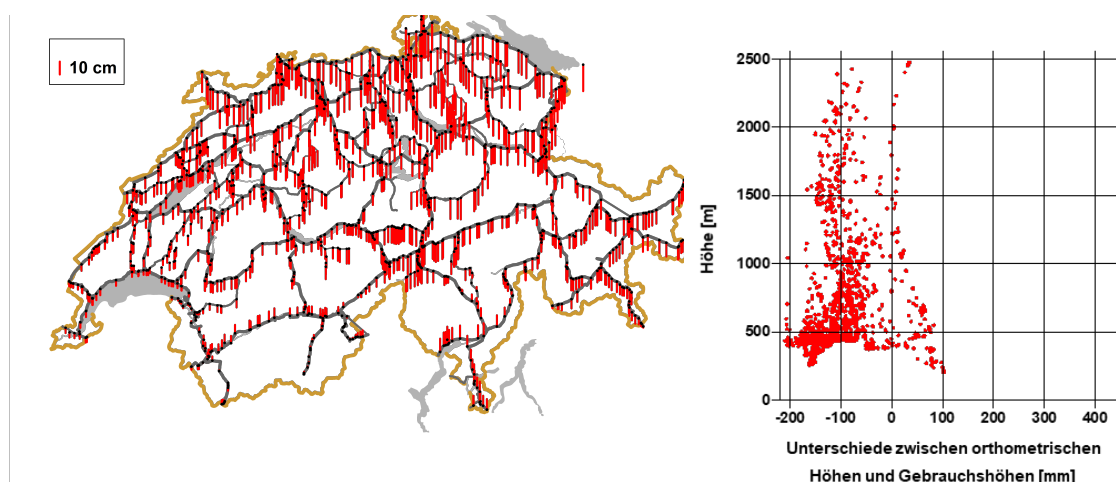 10 cm
2500
2000
1500
1000
500
0
Höhe [m]
-200 -100 0 100 200 300 400
Unterschiede zwischen orthometrischen
Höhen und Gebrauchshöhen [mm]